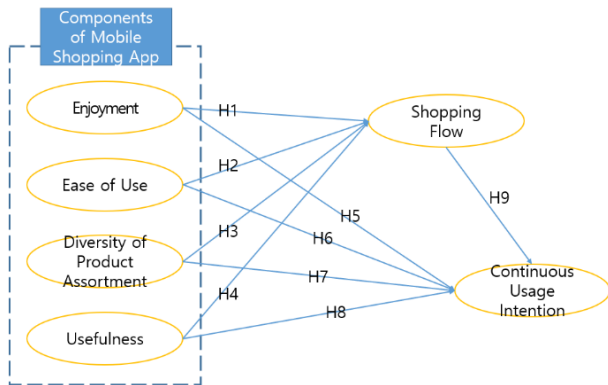 Components
of Mobile
Shopping App
Enjoyment
Ease of Use
Diversity of
Product
Assortment
Usefulness
H1
H2
H3
H4
H5
H6
H7
H8
Shopping
Flow
H9
Continuous
Usage
Intention